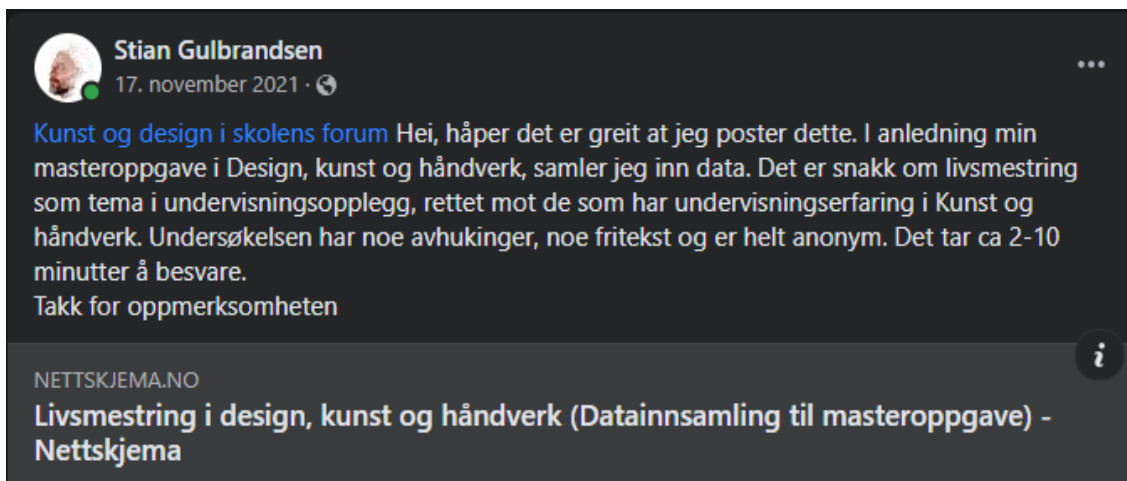 Stian Gulbrandsen
17. november 2021 ·
Kunst og design i skolens forum Hei, håper det er greit at jeg poster dette. I anledning min
masteroppgave i Design, kunst og håndverk, samler jeg inn data. Det er snakk om livsmestring
som tema i undervisningsopplegg, rettet mot de som har undervisningserfaring i Kunst og
håndverk. Undersøkelsen har noe avhukinger, noe fritekst og er helt anonym. Det tar ca 2-10
minutter å besvare.
Takk for oppmerksomheten
NETTSKJEMA.NO
Livsmestring i design, kunst og håndverk (Datainnsamling til masteroppgave) -
Nettskjema